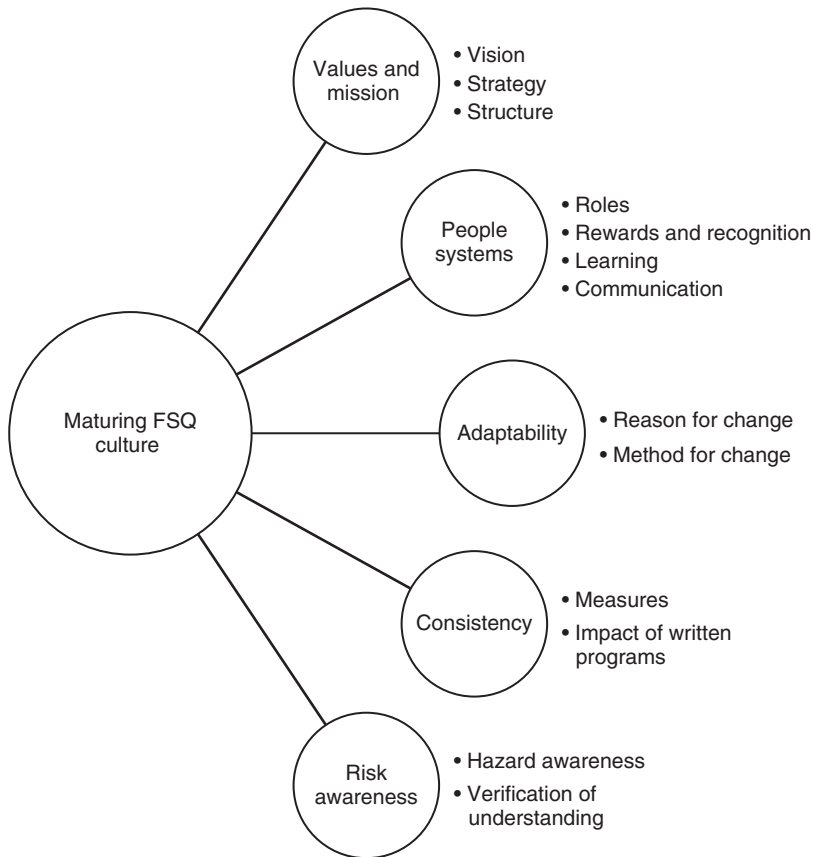 Values and
mission
• Vision
• Strategy
• Structure
People
systems
• Roles
• Rewards and recognition
• Learning
• Communication
Maturing FSQ
culture
Adaptability
• Reason for change
• Method for change
Consistency
• Measures
• Impact of written
programs
Risk
awareness
• Hazard awareness
• Verification of
understanding